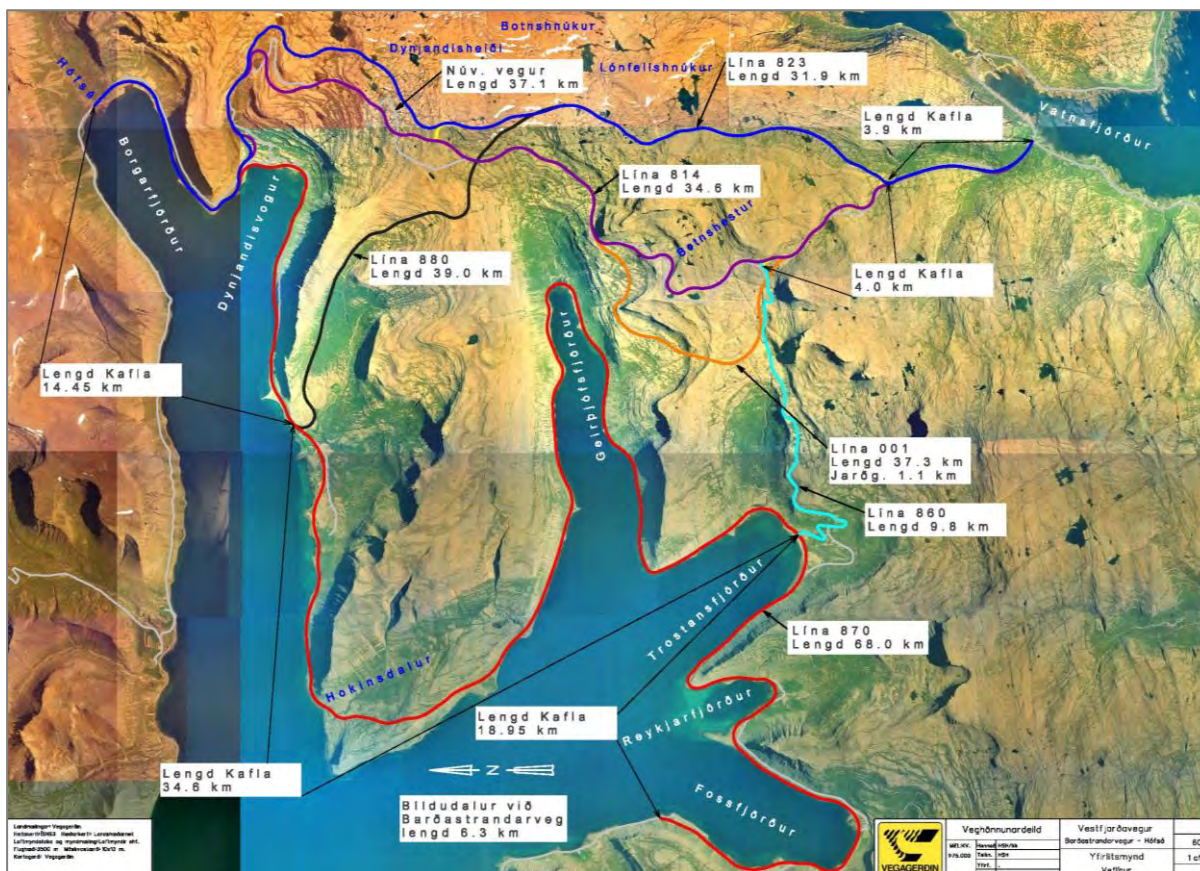 Botnshnúkur
Dynjandisheiði
Lónfellshnúkur
Hófsá
Núv. vegur
Lengd 37.1 km
Lína 823
Lengd 31.9 km
Lengd Kafla
3.9 km
Vatnsfjörður
Borgarfjörður
Dynjandisvogur
Lína 814
Lengd 34.6 km
Botnshestur
Lína 880
Lengd 39.0 km
Lengd Kafla
4.0 km
Geirþjófsfjörður
Lengd Kafla
14.45 km
Lína 001
Lengd 37.3 km
Jarðg. 1.1 km
Lína 860
Lengd 9.8 km
Trostansfjörður
Lína 870
Lengd 68.0 km
Hokinsdalur
Reykjarfjörður
Lengd Kafla
18.95 km
Lengd Kafla
34.6 km
N
Bíldudalur við
Barðastrandarveg
lengd 6.3 km
Fossfjörður
Landmælingar Vegagerðin
Kortagerð: Vegagerðin
VEGAGERÐIN
Veghönnunardeild
Vestfjarðavegur
Barðastrandarvegur - Hófsá
Yfirlitsmynd